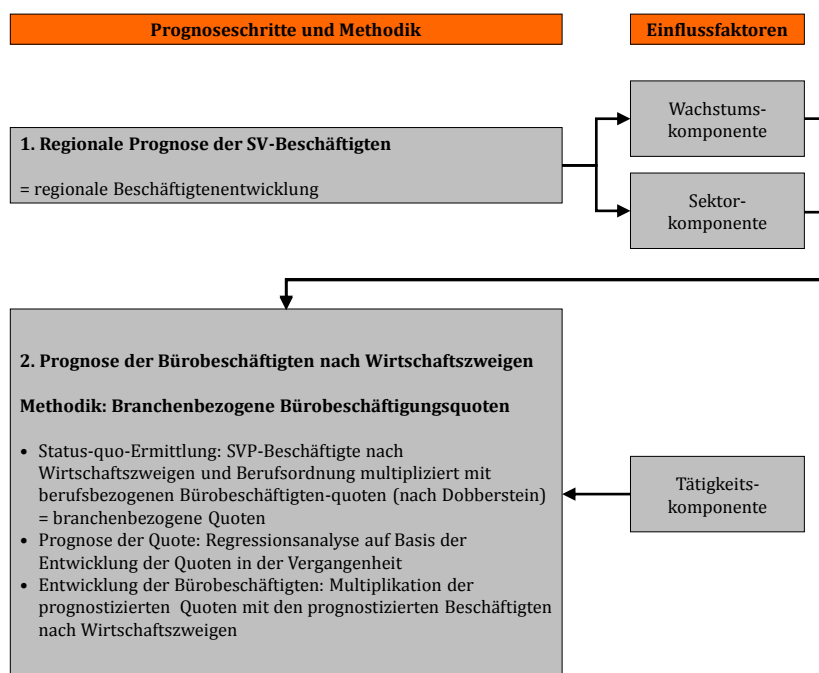 Prognoseschritte und Methodik
Einflussfaktoren
1. Regionale Prognose der SV-Beschäftigten
= regionale Beschäftigtenentwicklung
Wachstums-
komponente
Sektor-
komponente
2. Prognose der Bürobeschäftigten nach Wirtschaftszweigen
Methodik: Branchenbezogene Bürobeschäftigungsquoten
• Status-quo-Ermittlung: SVP-Beschäftigte nach
Wirtschaftszweigen und Berufsordnung multipliziert mit
berufsbezogenen Bürobeschäftigten-quoten (nach Dobberstein)
= branchenbezogene Quoten
• Prognose der Quote: Regressionsanalyse auf Basis der
Entwicklung der Quoten in der Vergangenheit
• Entwicklung der Bürobeschäftigten: Multiplikation der
prognostizierten Quoten mit den prognostizierten Beschäftigten
nach Wirtschaftszweigen
Tätigkeits-
komponente